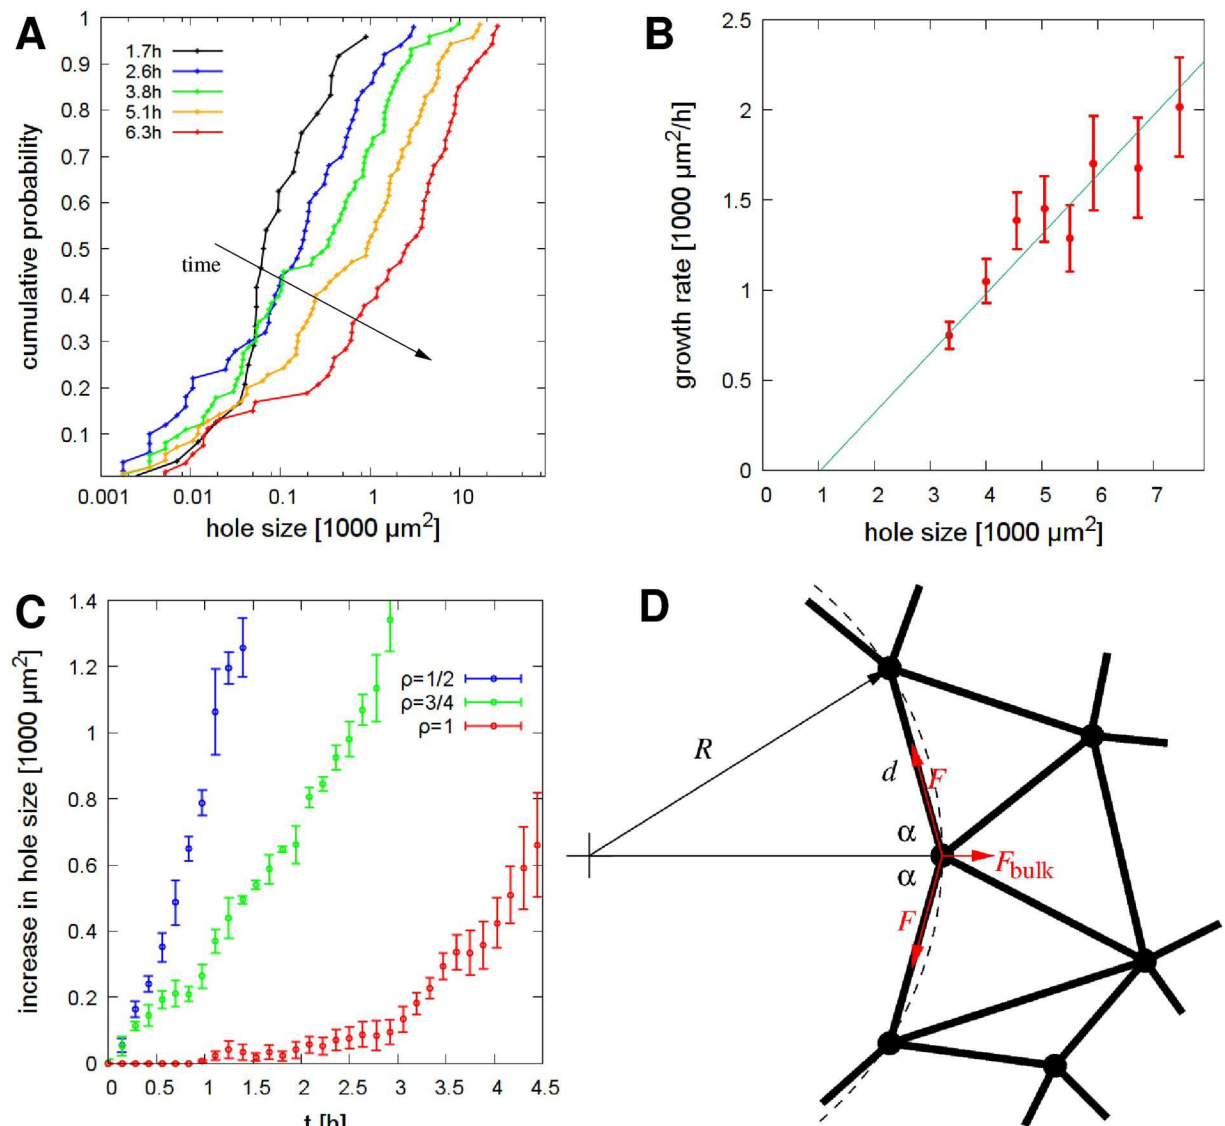 A
1
0.9
0.8
0.7
0.6
0.5
0.4
0.3
0.2
0.1
cumulative probability
1.7h
2.6h
3.8h
5.1h
6.3h
time
0.001 0.01 0.1 1 10
hole size [1000 µm²]
B
2.5
2
1.5
1
0.5
0
growth rate [1000 µm²/h]
0 1 2 3 4 5 6 7
hole size [1000 µm²]
C
1.4
1.2
1
0.8
0.6
0.4
0.2
0
increase in hole size [1000 µm²]
ρ=1/2
ρ=3/4
ρ=1
0 0.5 1 1.5 2 2.5 3 3.5 4 4.5
t [h]
D
R
d
F
α
α
F_bulk
F